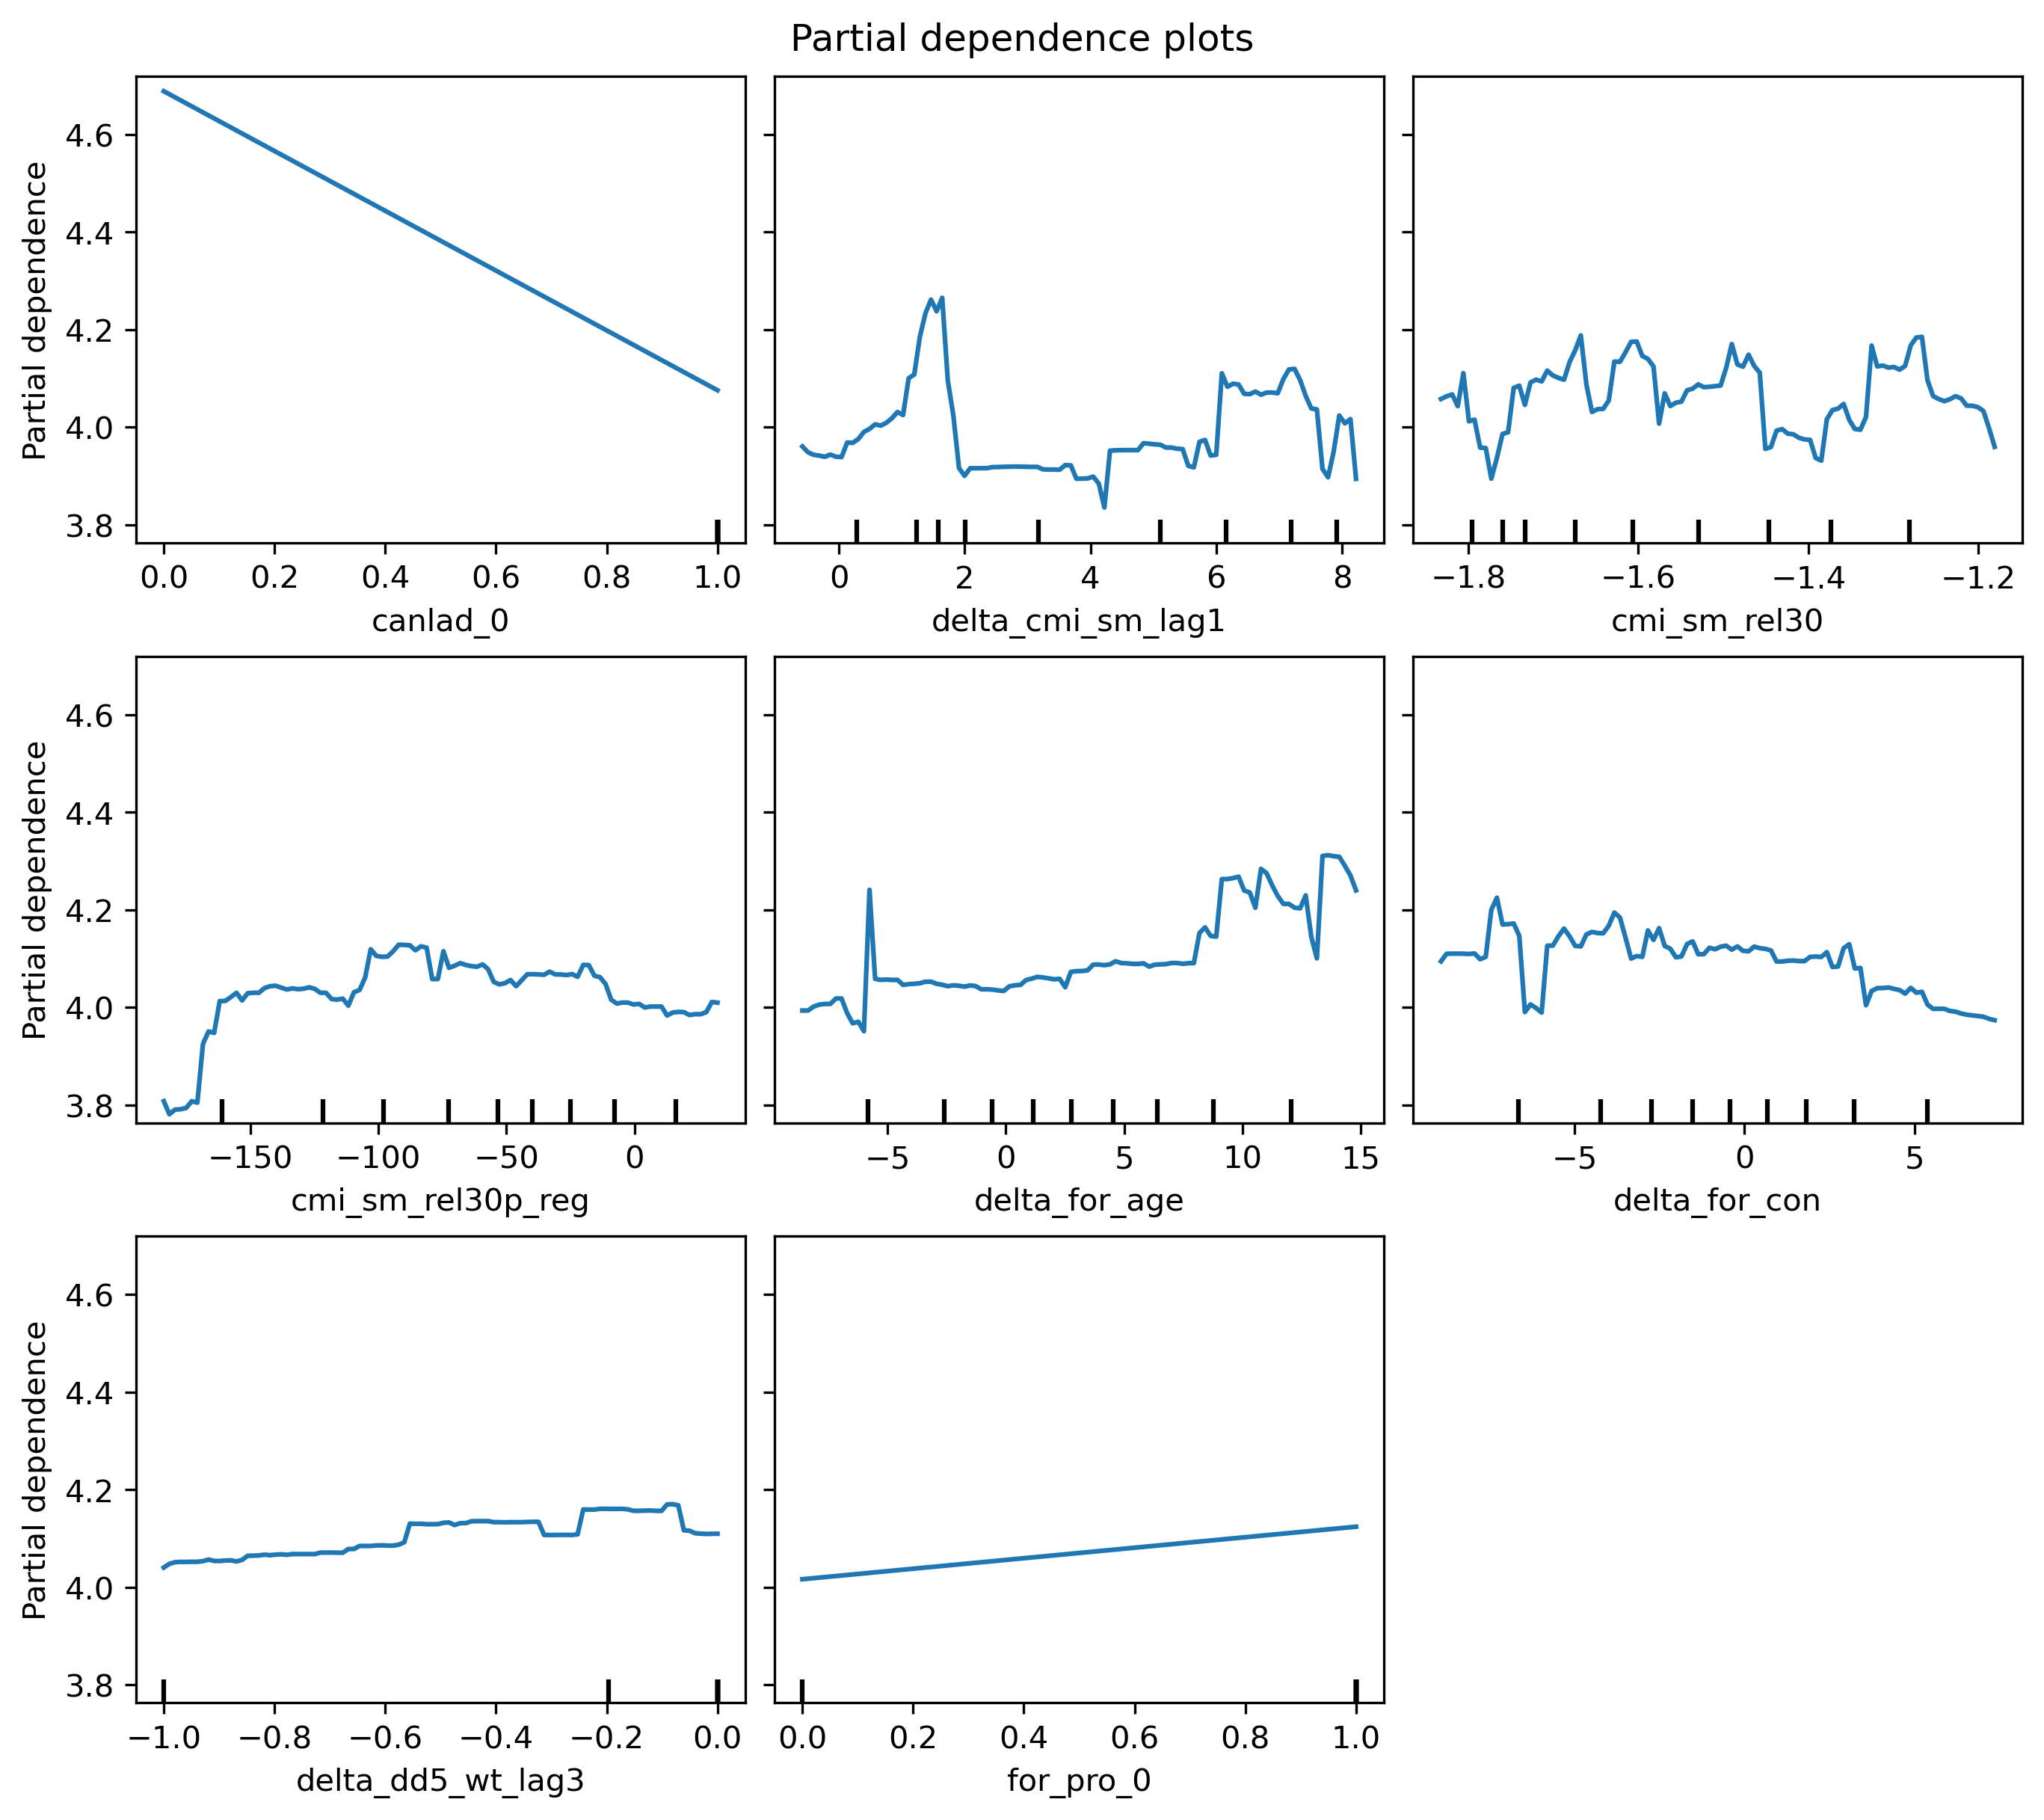 Partial dependence plots
Partial dependence
4.6
4.4
4.2
4.0
3.8
0.0 0.2 0.4 0.6 0.8 1.0
canlad_0
0 2 4 6 8
delta_cmi_sm_lag1
−1.8 −1.6 −1.4 −1.2
cmi_sm_rel30
Partial dependence
4.6
4.4
4.2
4.0
3.8
−150 −100 −50 0
cmi_sm_rel30p_reg
−5 0 5 10 15
delta_for_age
−5 0 5
delta_for_con
Partial dependence
4.6
4.4
4.2
4.0
3.8
−1.0 −0.8 −0.6 −0.4 −0.2 0.0
delta_dd5_wt_lag3
0.0 0.2 0.4 0.6 0.8 1.0
for_pro_0